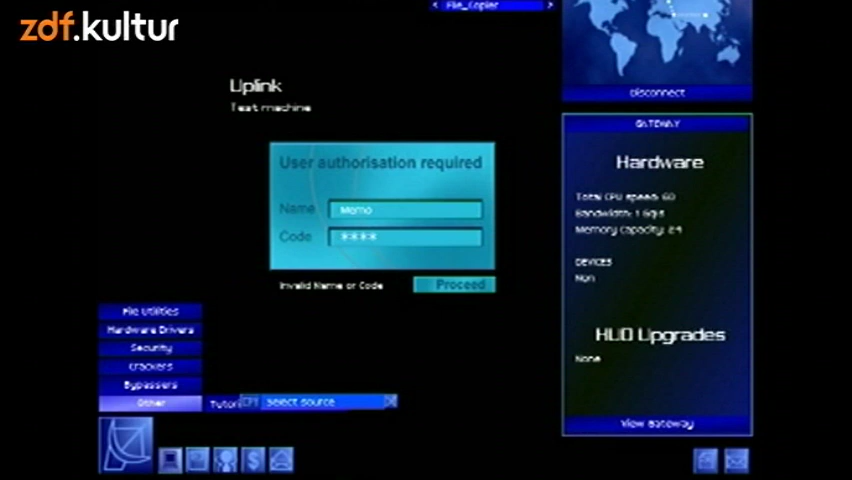 zdf.kultur
File_Copier
Uplink
Test machine
Disconnect
GATEWAY
User authorisation required
Hardware
Name Memo
Code ****
Total CPU speed: 60
Bandwidth: 1 Gq/s
Memory Capacity: 24
DEVICES
Non
Invalid Name or Code
Proceed
File Utilities
Hardware Drivers
Security
Crackers
Bypassers
Other
Tutori
CPY Select source
HUD Upgrades
None
View Gateway